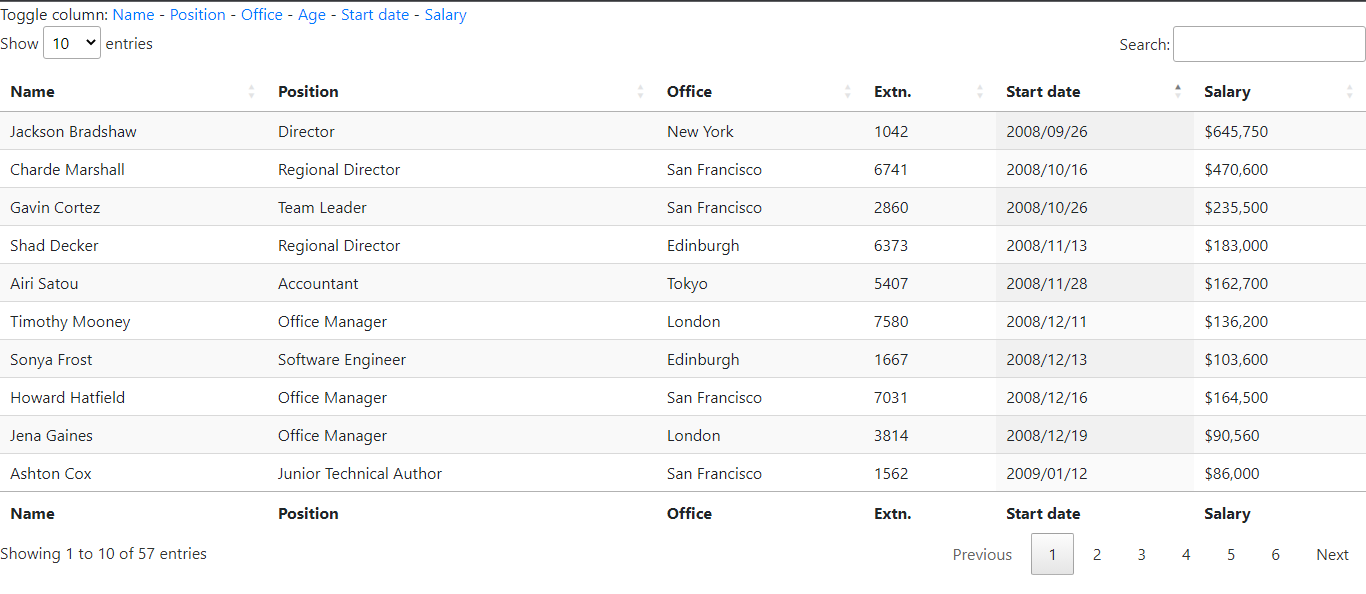 Toggle column: Name - Position - Office - Age - Start date - Salary
Show 10 entries Search:
Name Position Office Extn. Start date Salary
Jackson Bradshaw Director New York 1042 2008/09/26 $645,750
Charde Marshall Regional Director San Francisco 6741 2008/10/16 $470,600
Gavin Cortez Team Leader San Francisco 2860 2008/10/26 $235,500
Shad Decker Regional Director Edinburgh 6373 2008/11/13 $183,000
Airi Satou Accountant Tokyo 5407 2008/11/28 $162,700
Timothy Mooney Office Manager London 7580 2008/12/11 $136,200
Sonya Frost Software Engineer Edinburgh 1667 2008/12/13 $103,600
Howard Hatfield Office Manager San Francisco 7031 2008/12/16 $164,500
Jena Gaines Office Manager London 3814 2008/12/19 $90,560
Ashton Cox Junior Technical Author San Francisco 1562 2009/01/12 $86,000
Name Position Office Extn. Start date Salary
Showing 1 to 10 of 57 entries Previous 1 2 3 4 5 6 Next